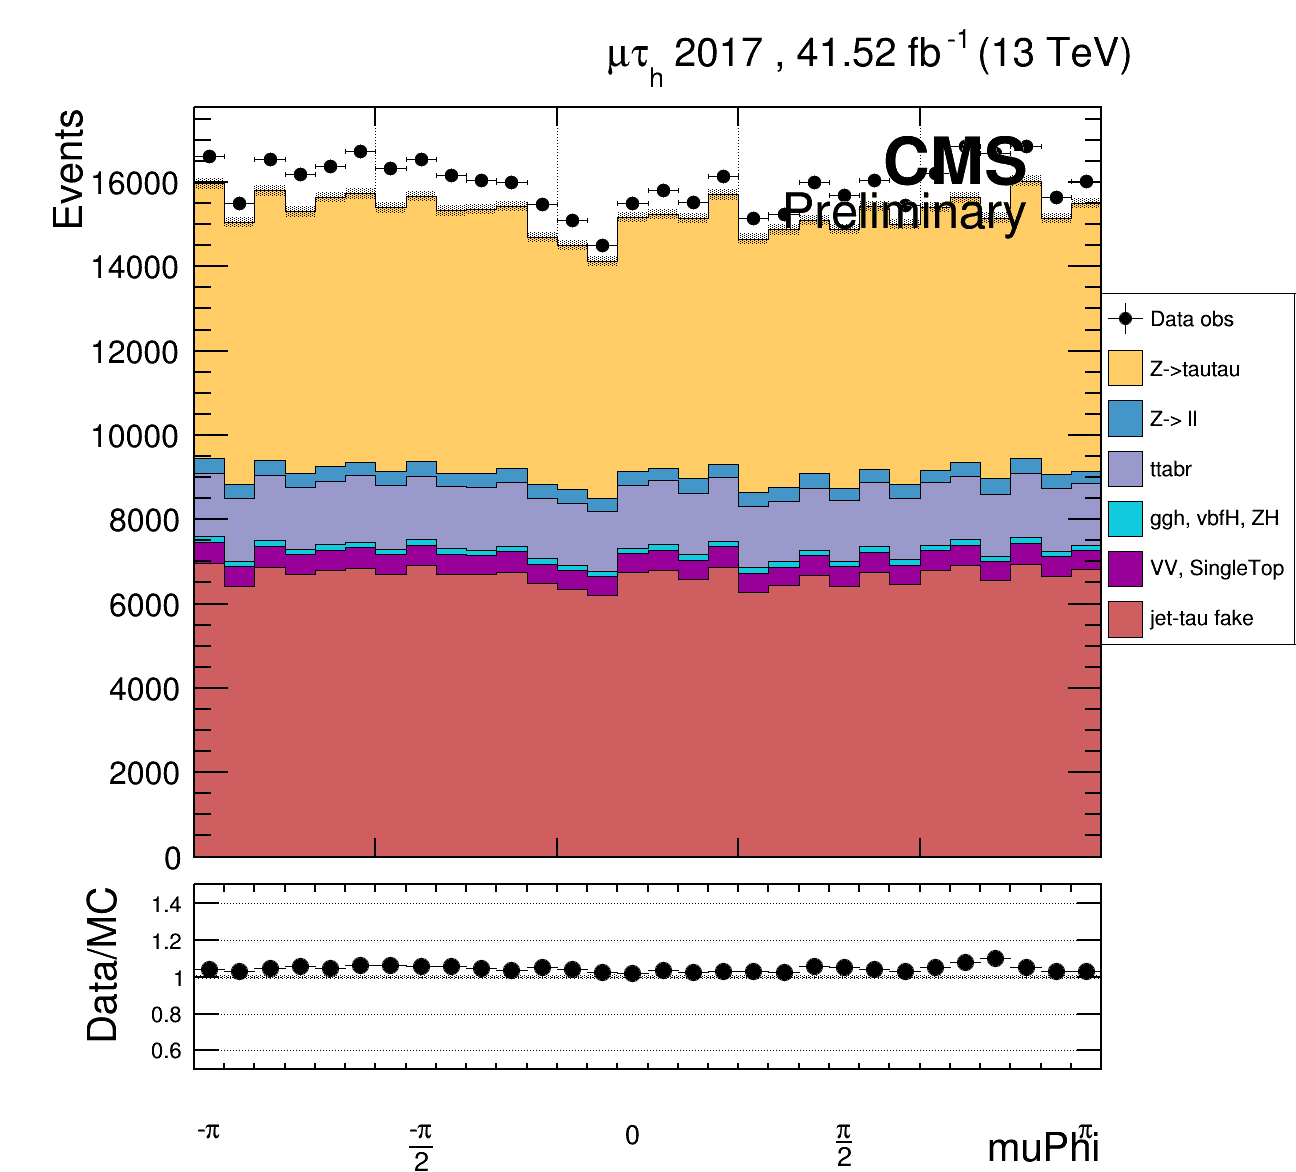 μτh 2017 , 41.52 fb-1 (13 TeV)
Events
CMS
Preliminary
16000
14000
12000
10000
8000
6000
4000
2000
0
Data obs
Z->tautau
Z-> ll
ttabr
ggh, vbfH, ZH
VV, SingleTop
jet-tau fake
Data/MC
1.4
1.2
1
0.8
0.6
-π
-π/2
0
π/2
π
muPhi